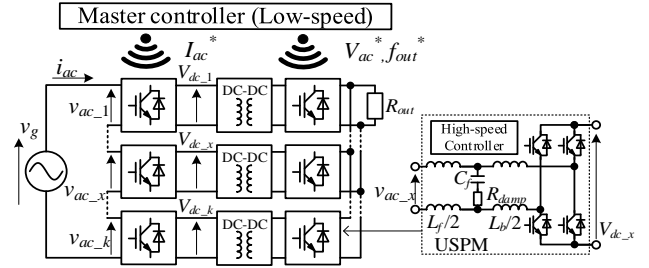 Master controller (Low-speed)
I_ac*
V_ac*, f_out*
i_ac
v_g
v_ac_1
V_dc_1
DC-DC
R_out
v_ac_x
V_dc_x
DC-DC
v_ac_k
V_dc_k
DC-DC
High-speed
Controller
v_ac_x
C_f
R_damp
L_f/2
L_b/2
V_dc_x
USPM